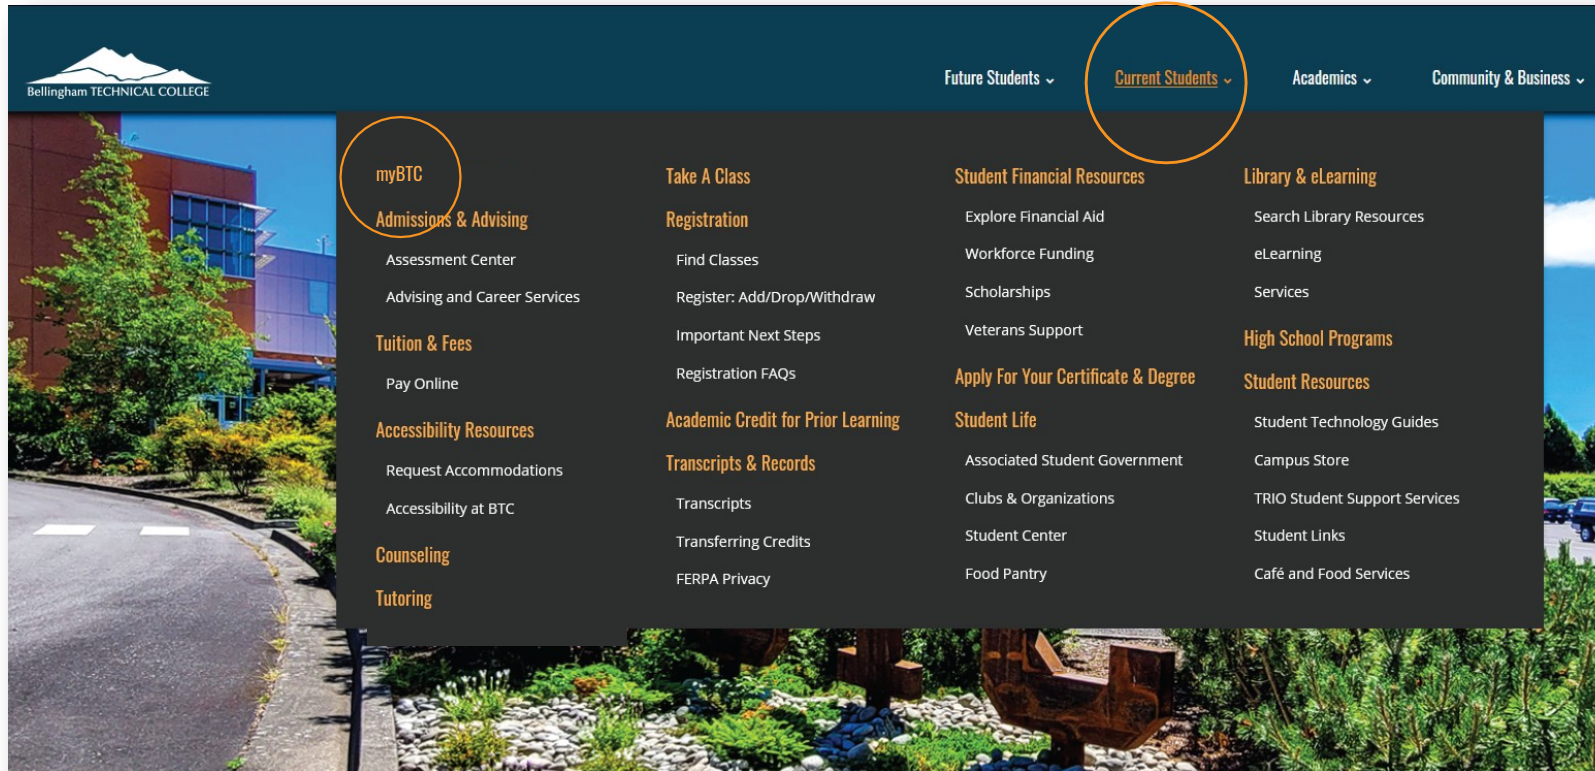 Bellingham TECHNICAL COLLEGE
Future Students
Current Students
Academics
Community & Business
myBTC
Admissions & Advising
Assessment Center
Advising and Career Services
Tuition & Fees
Pay Online
Accessibility Resources
Request Accommodations
Accessibility at BTC
Counseling
Tutoring
Take A Class
Registration
Find Classes
Register: Add/Drop/Withdraw
Important Next Steps
Registration FAQs
Academic Credit for Prior Learning
Transcripts & Records
Transcripts
Transferring Credits
FERPA Privacy
Student Financial Resources
Explore Financial Aid
Workforce Funding
Scholarships
Veterans Support
Apply For Your Certificate & Degree
Student Life
Associated Student Government
Clubs & Organizations
Student Center
Food Pantry
Library & eLearning
Search Library Resources
eLearning
Services
High School Programs
Student Resources
Student Technology Guides
Campus Store
TRIO Student Support Services
Student Links
Café and Food Services